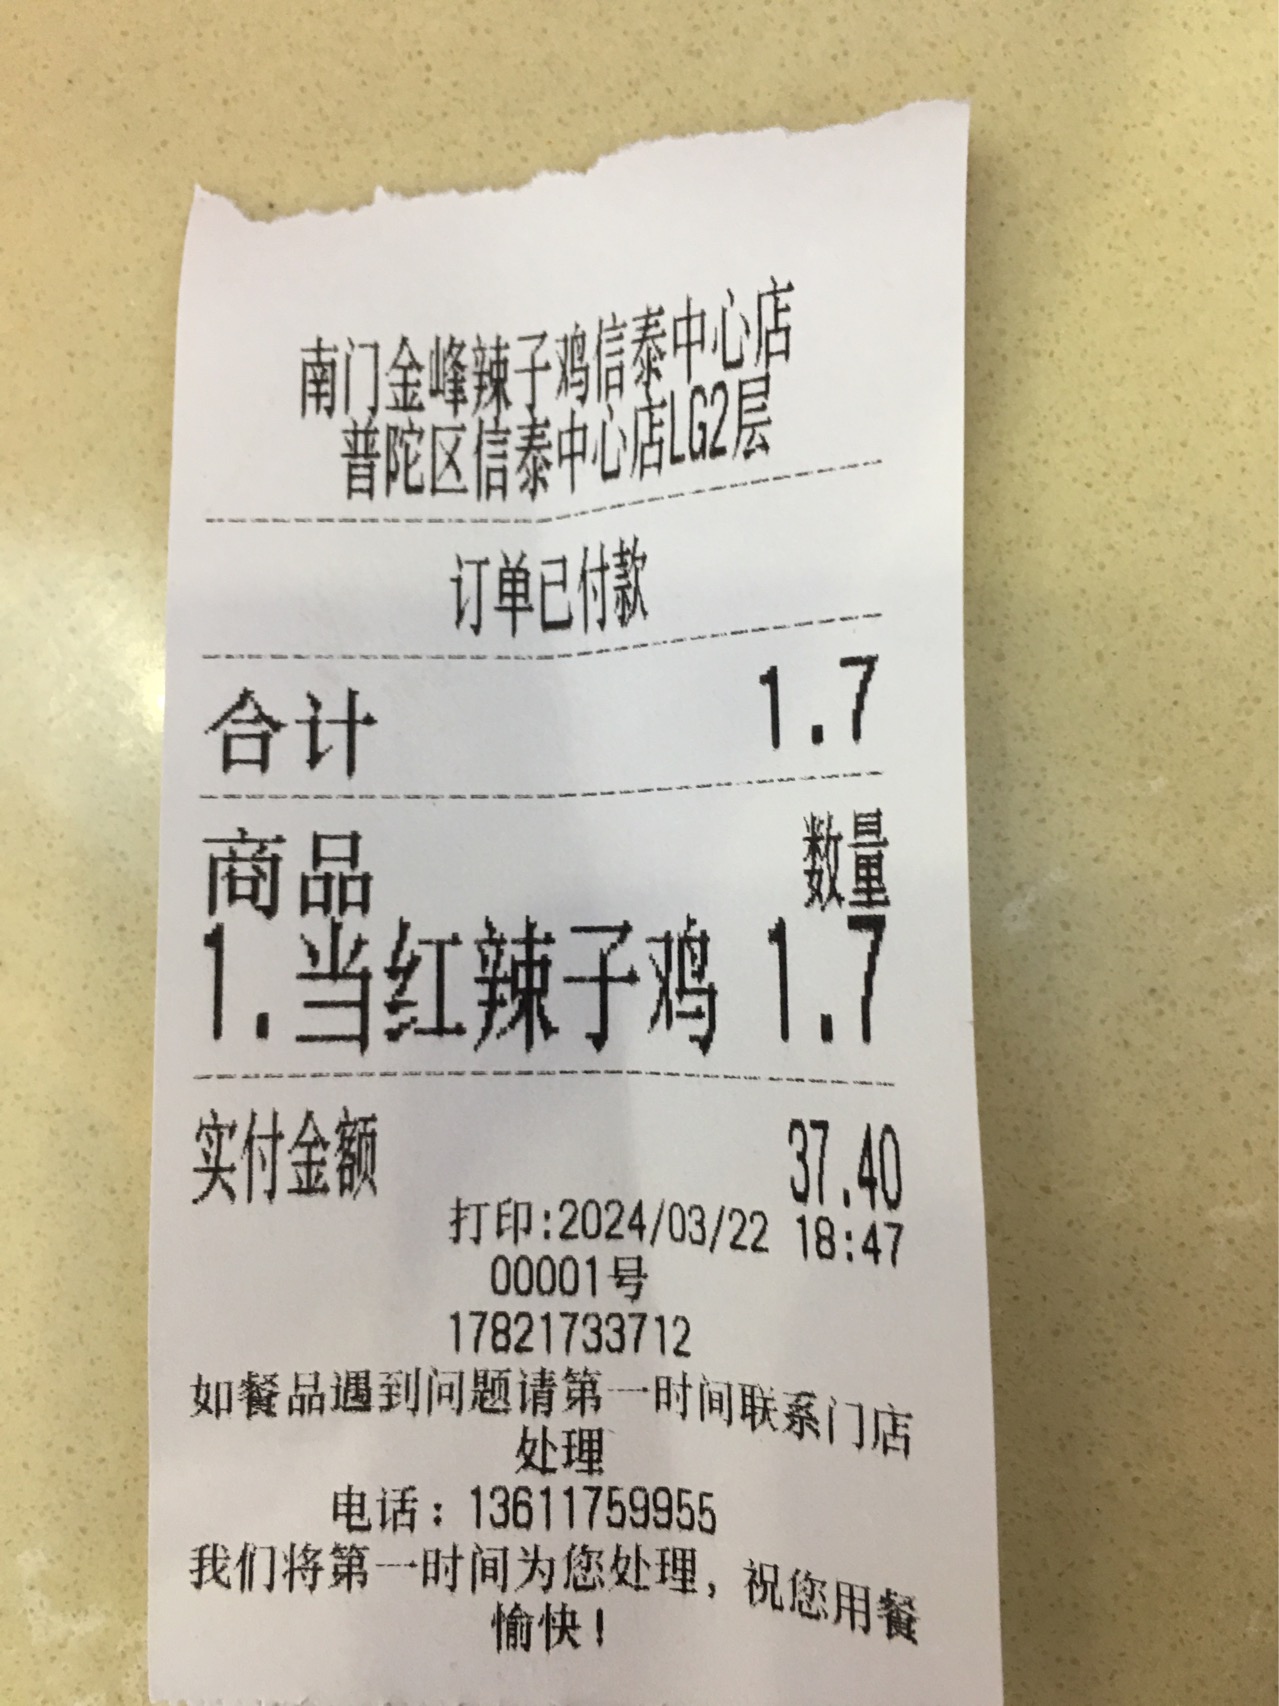 南门金峰辣子鸡信泰中心店
普陀区信泰中心店LG2层
订单已付款
合计 1.7
商品 数量
1.当红辣子鸡 1.7
实付金额 37.40
打印:2024/03/22 18:47
00001号
17821733712
如餐品遇到问题请第一时间联系门店
处理
电话：13611759955
我们将第一时间为您处理，祝您用餐
愉快！